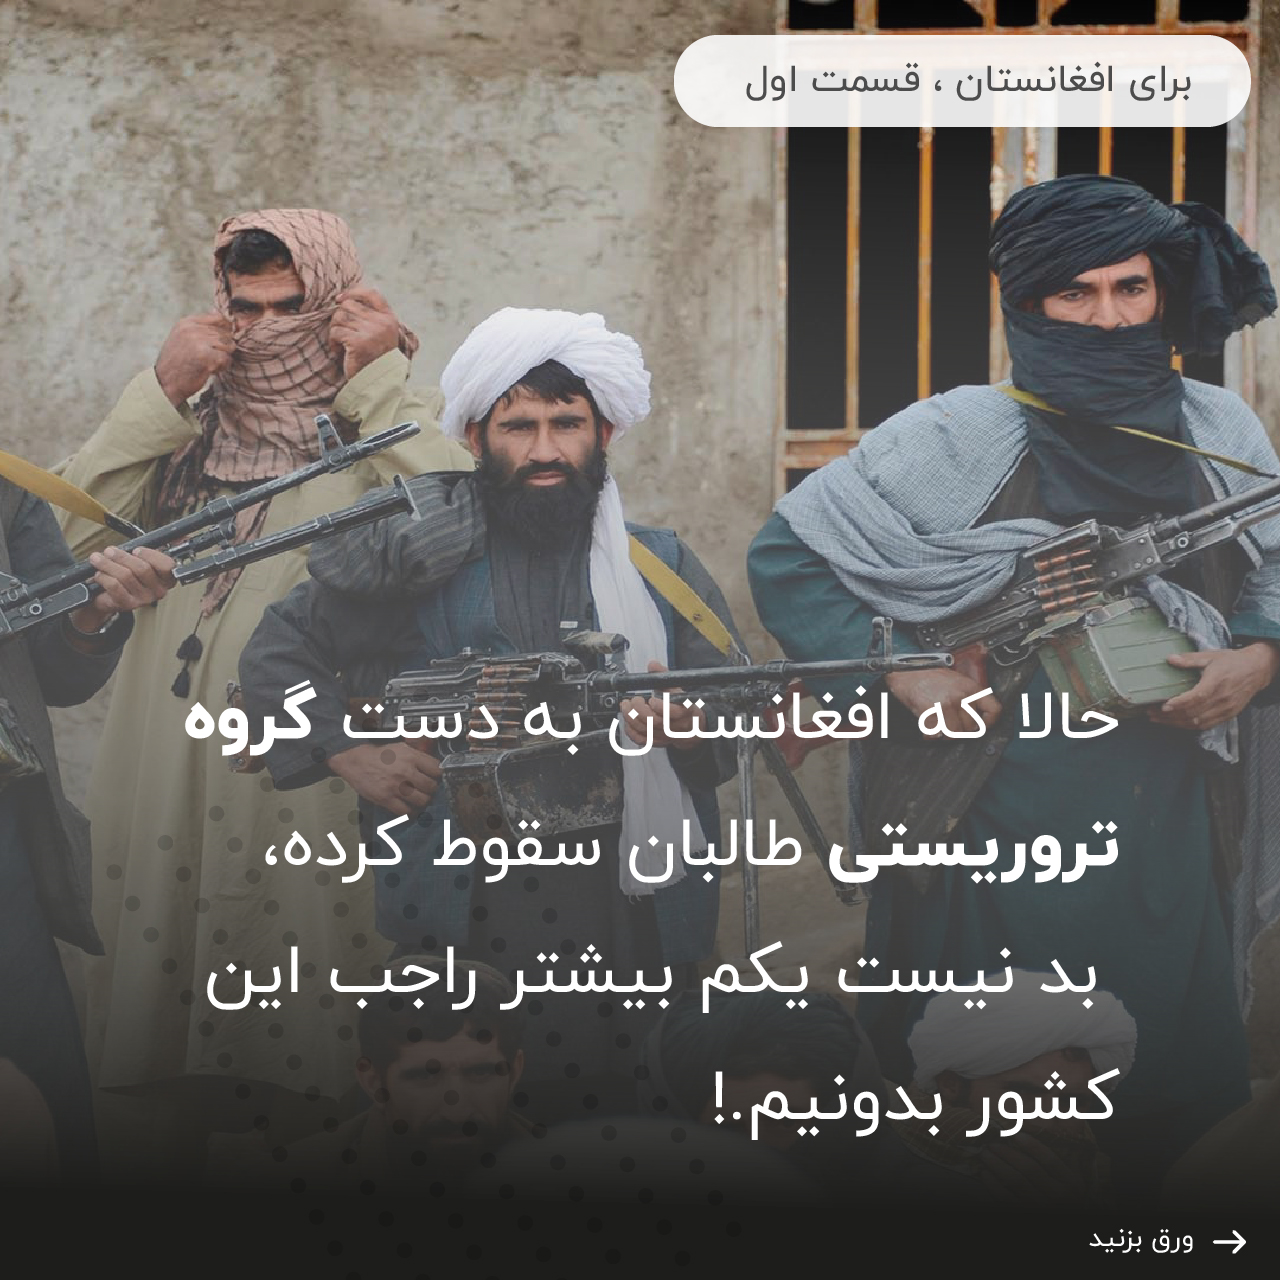 برای افغانستان ، قسمت اول
حالا که افغانستان به دست گروه
تروریستی طالبان سقوط کرده،
بد نیست یکم بیشتر راجب این
کشور بدونیم.!
ورق بزنید